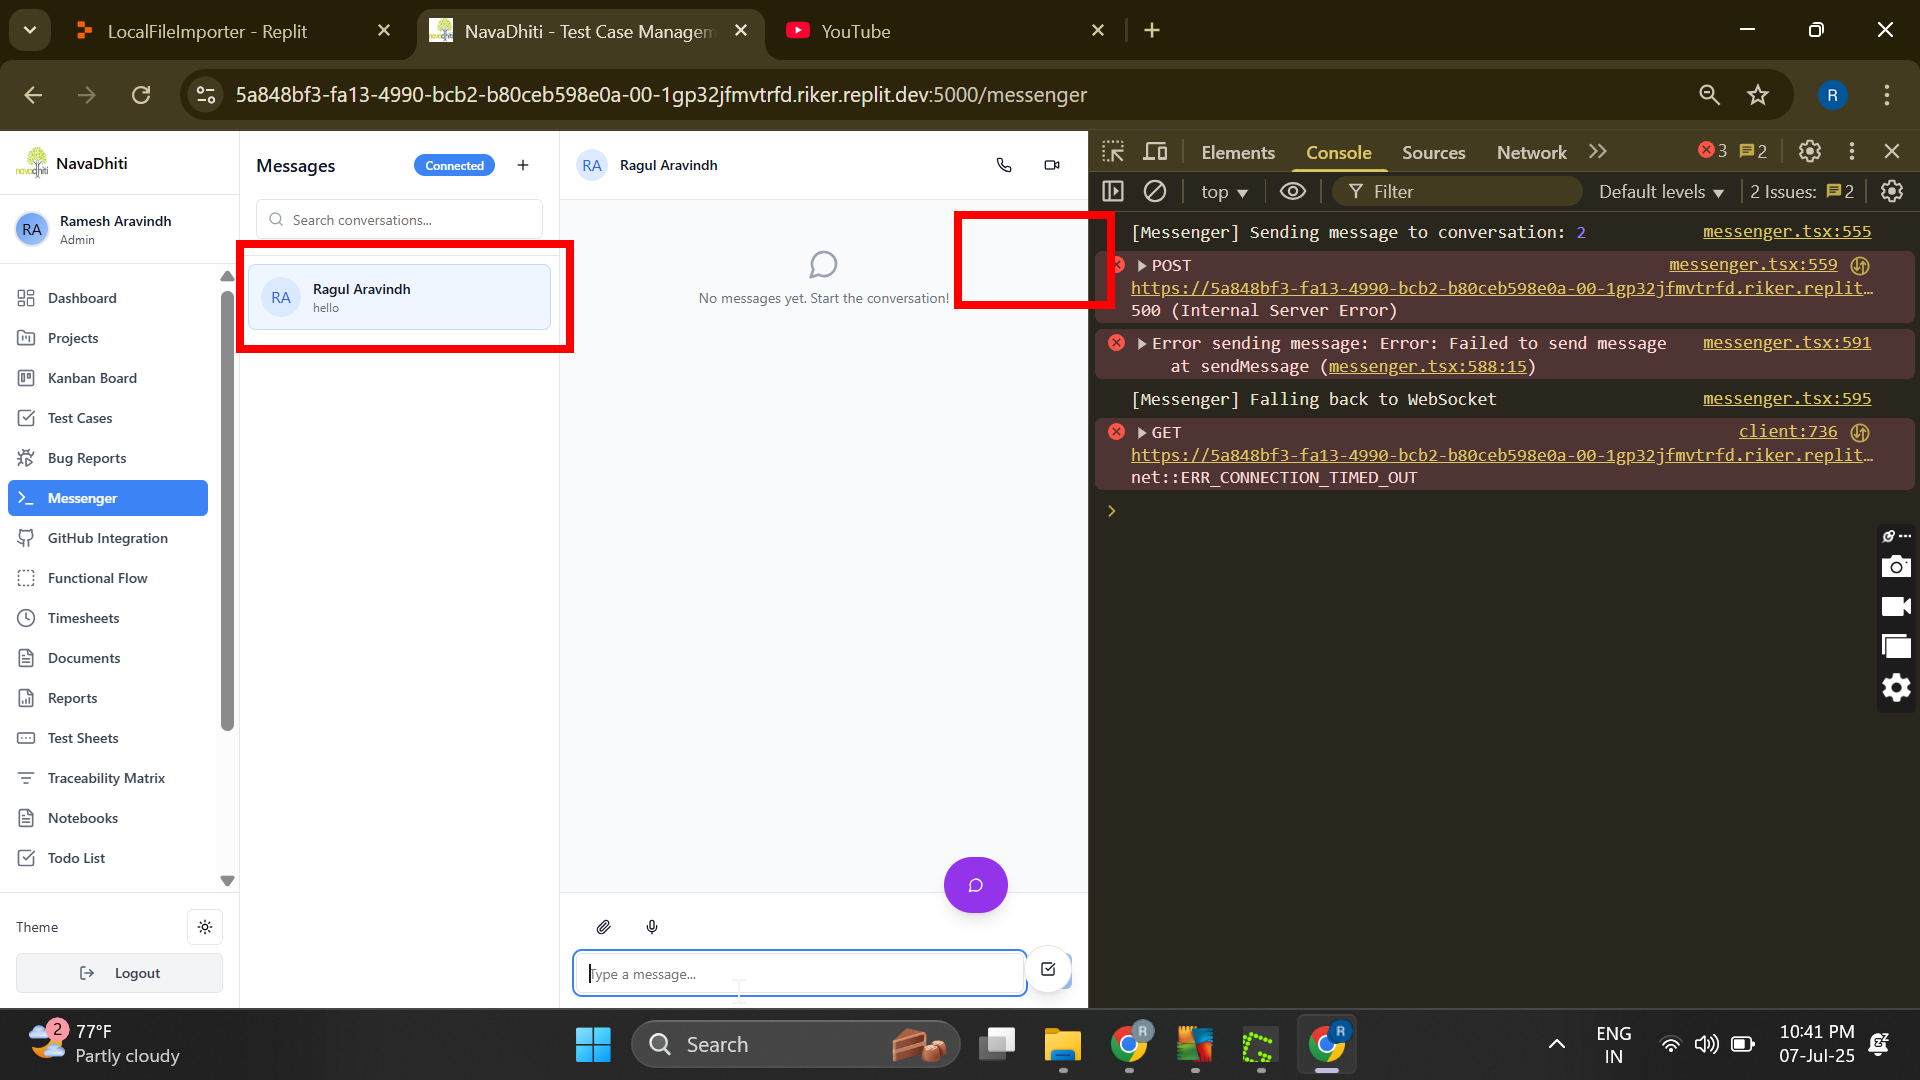 LocalFileImporter - Replit
NavaDhiti - Test Case Managem
YouTube
5a848bf3-fa13-4990-bcb2-b80ceb598e0a-00-1gp32jfmvtrfd.riker.replit.dev:5000/messenger
R
NavaDhiti
RA
Ramesh Aravindh
Admin
Dashboard
Projects
Kanban Board
Test Cases
Bug Reports
Messenger
GitHub Integration
Functional Flow
Timesheets
Documents
Reports
Test Sheets
Traceability Matrix
Notebooks
Todo List
Theme
Logout
Messages
Connected
Search conversations...
RA
Ragul Aravindh
hello
RA
Ragul Aravindh
No messages yet. Start the conversation!
Type a message...
Elements
Console
Sources
Network
3
2
top
Filter
Default levels
2 Issues:
2
[Messenger] Sending message to conversation: 2
messenger.tsx:555
POST
messenger.tsx:559
https://5a848bf3-fa13-4990-bcb2-b80ceb598e0a-00-1gp32jfmvtrfd.riker.replit…
500 (Internal Server Error)
Error sending message: Error: Failed to send message
messenger.tsx:591
at sendMessage (messenger.tsx:588:15)
[Messenger] Falling back to WebSocket
messenger.tsx:595
GET
client:736
https://5a848bf3-fa13-4990-bcb2-b80ceb598e0a-00-1gp32jfmvtrfd.riker.replit…
net::ERR_CONNECTION_TIMED_OUT
2
77°F
Partly cloudy
Search
R
R
ENG
IN
10:41 PM
07-Jul-25